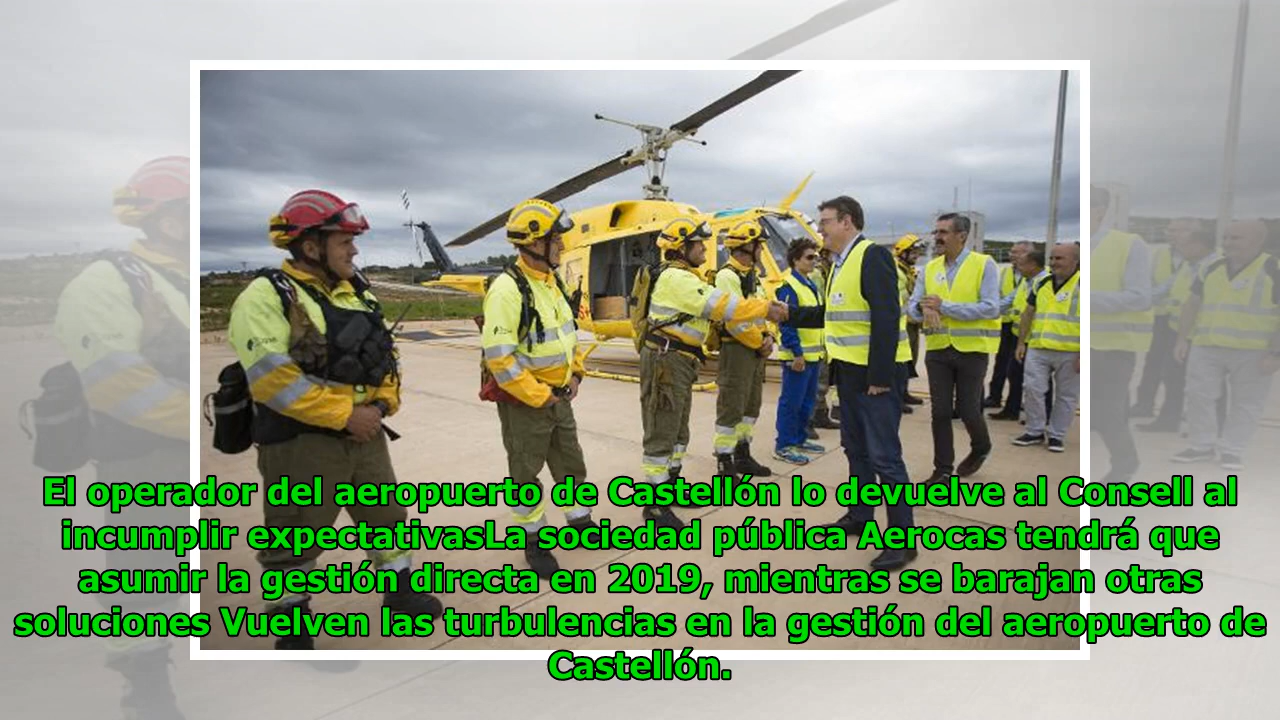 El operador del aeropuerto de Castellón lo devuelve al Consell al
incumplir expectativasLa sociedad pública Aerocas tendrá que
asumir la gestión directa en 2019, mientras se barajan otras
soluciones Vuelven las turbulencias en la gestión del aeropuerto de
Castellón.